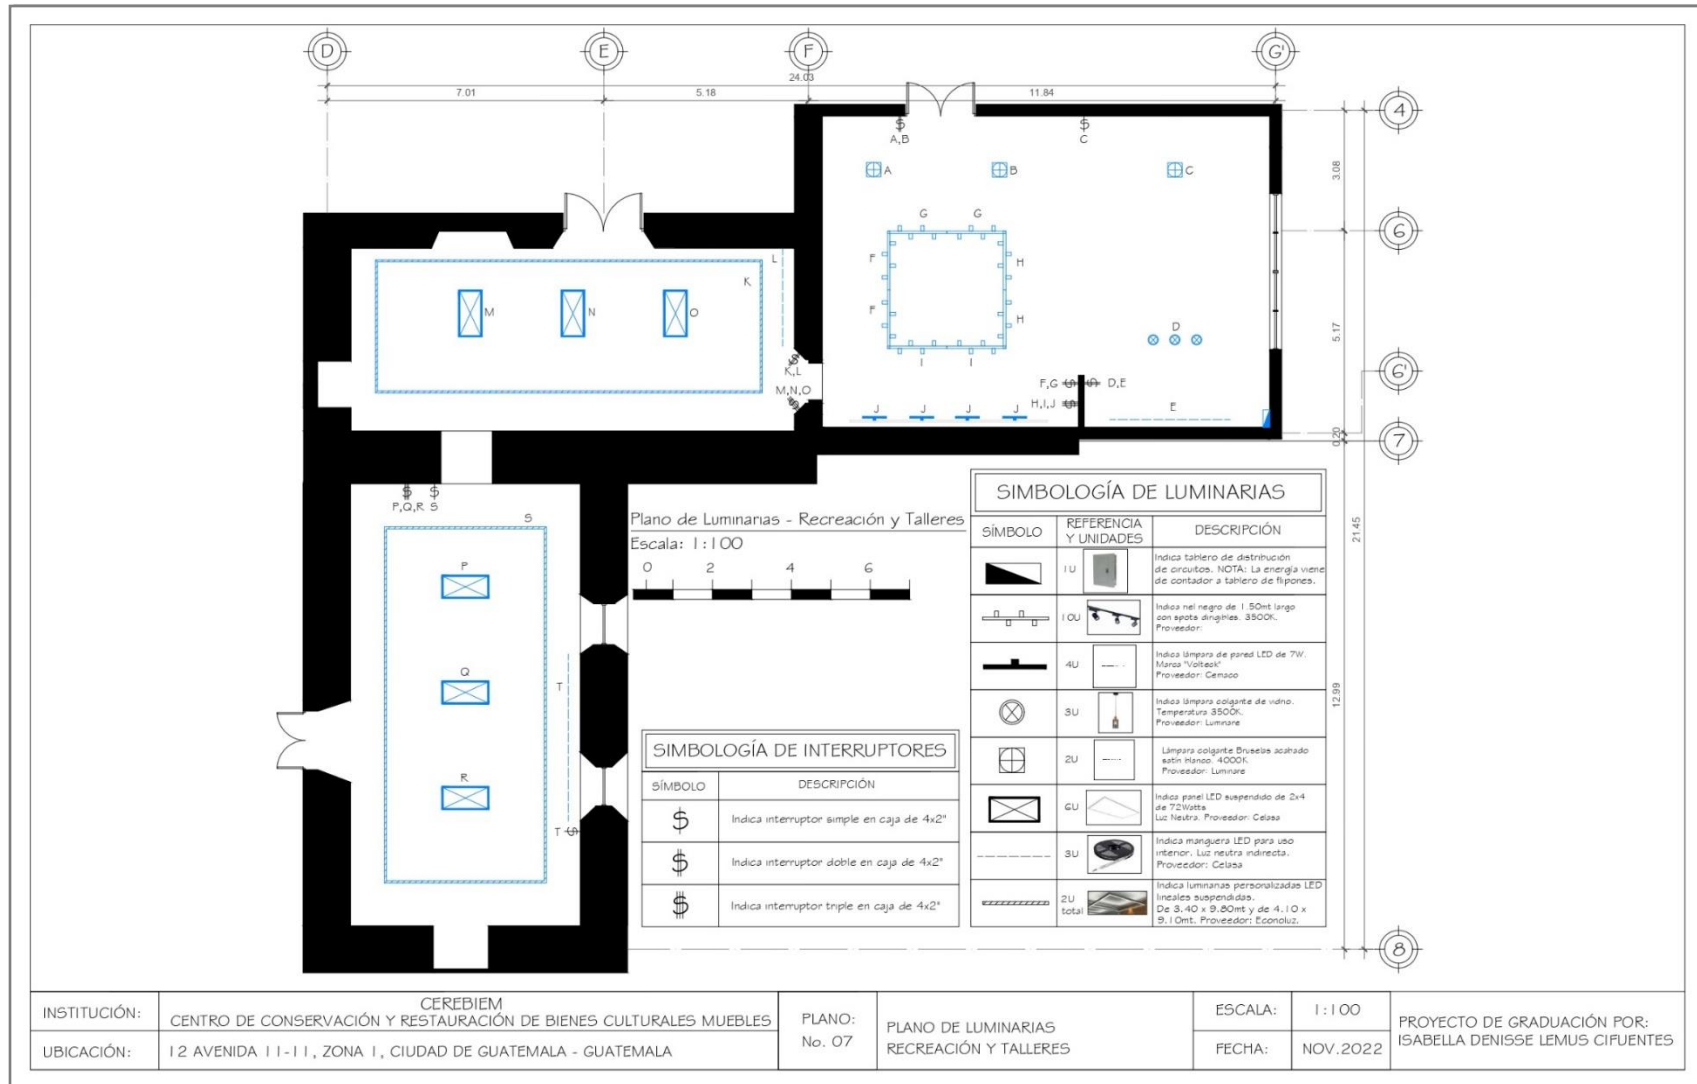 D
E
F
G'
24.03
7.01
5.18
11.84
4
6
6'
7
8
3.08
5.17
0.20
21.45
12.99
A,B
C
A
B
C
G
G
F
H
F
H
I
I
D
F,G
D,E
H,I,J
J
J
J
J
E
L
K
M
N
O
K,L
M,N,O
P,Q,R
S
S
P
Q
R
T
T
Plano de Luminarias - Recreación y Talleres
Escala: 1:100
0
2
4
6
SIMBOLOGÍA DE INTERRUPTORES
SÍMBOLO
DESCRIPCIÓN
Indica interruptor simple en caja de 4x2"
Indica interruptor doble en caja de 4x2"
Indica interruptor triple en caja de 4x2"
SIMBOLOGÍA DE LUMINARIAS
SÍMBOLO
REFERENCIA
Y UNIDADES
DESCRIPCIÓN
1U
Indica tablero de distribución
de circuitos. NOTA: La energía viene
de contador a tablero de flipones.
10U
Indica riel negro de 1.50mt largo
con spots dirigibles. 3500K.
Proveedor:
4U
Indica lámpara de pared LED de 7W.
Marca "Volteck"
Proveedor: Cemaco
3U
Indica lámpara colgante de vidrio.
Temperatura 3500K.
Proveedor: Luminare
2U
Lámpara colgante Bruselas acabado
satín blanco. 4000K
Proveedor: Luminare
6U
Indica panel LED suspendido de 2x4
de 72Watts
Luz Neutra. Proveedor: Celasa
3U
Indica manguera LED para uso
interior. Luz neutra indirecta.
Proveedor: Celasa
2U
total
Indica luminarias personalizadas LED
lineales suspendidas.
De 3.40 x 9.80mt y de 4.10 x
9.10mt. Proveedor: Econoluz.
INSTITUCIÓN:
CEREBIEM
CENTRO DE CONSERVACIÓN Y RESTAURACIÓN DE BIENES CULTURALES MUEBLES
UBICACIÓN:
12 AVENIDA 11-11, ZONA 1, CIUDAD DE GUATEMALA - GUATEMALA
PLANO:
No. 07
PLANO DE LUMINARIAS
RECREACIÓN Y TALLERES
ESCALA:
1:100
FECHA:
NOV.2022
PROYECTO DE GRADUACIÓN POR:
ISABELLA DENISSE LEMUS CIFUENTES